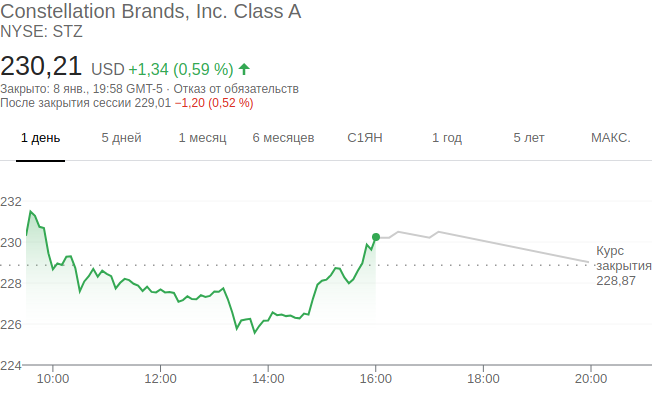 Constellation Brands, Inc. Class A
NYSE: STZ
230,21 USD +1,34 (0,59 %)
Закрыто: 8 янв., 19:58 GMT-5 · Отказ от обязательств
После закрытия сессии 229,01 −1,20 (0,52 %)
1 день 5 дней 1 месяц 6 месяцев С1ЯН 1 год 5 лет МАКС.
232
230
Курс
закрытия
228,87
228
226
224
10:00 12:00 14:00 16:00 18:00 20:00